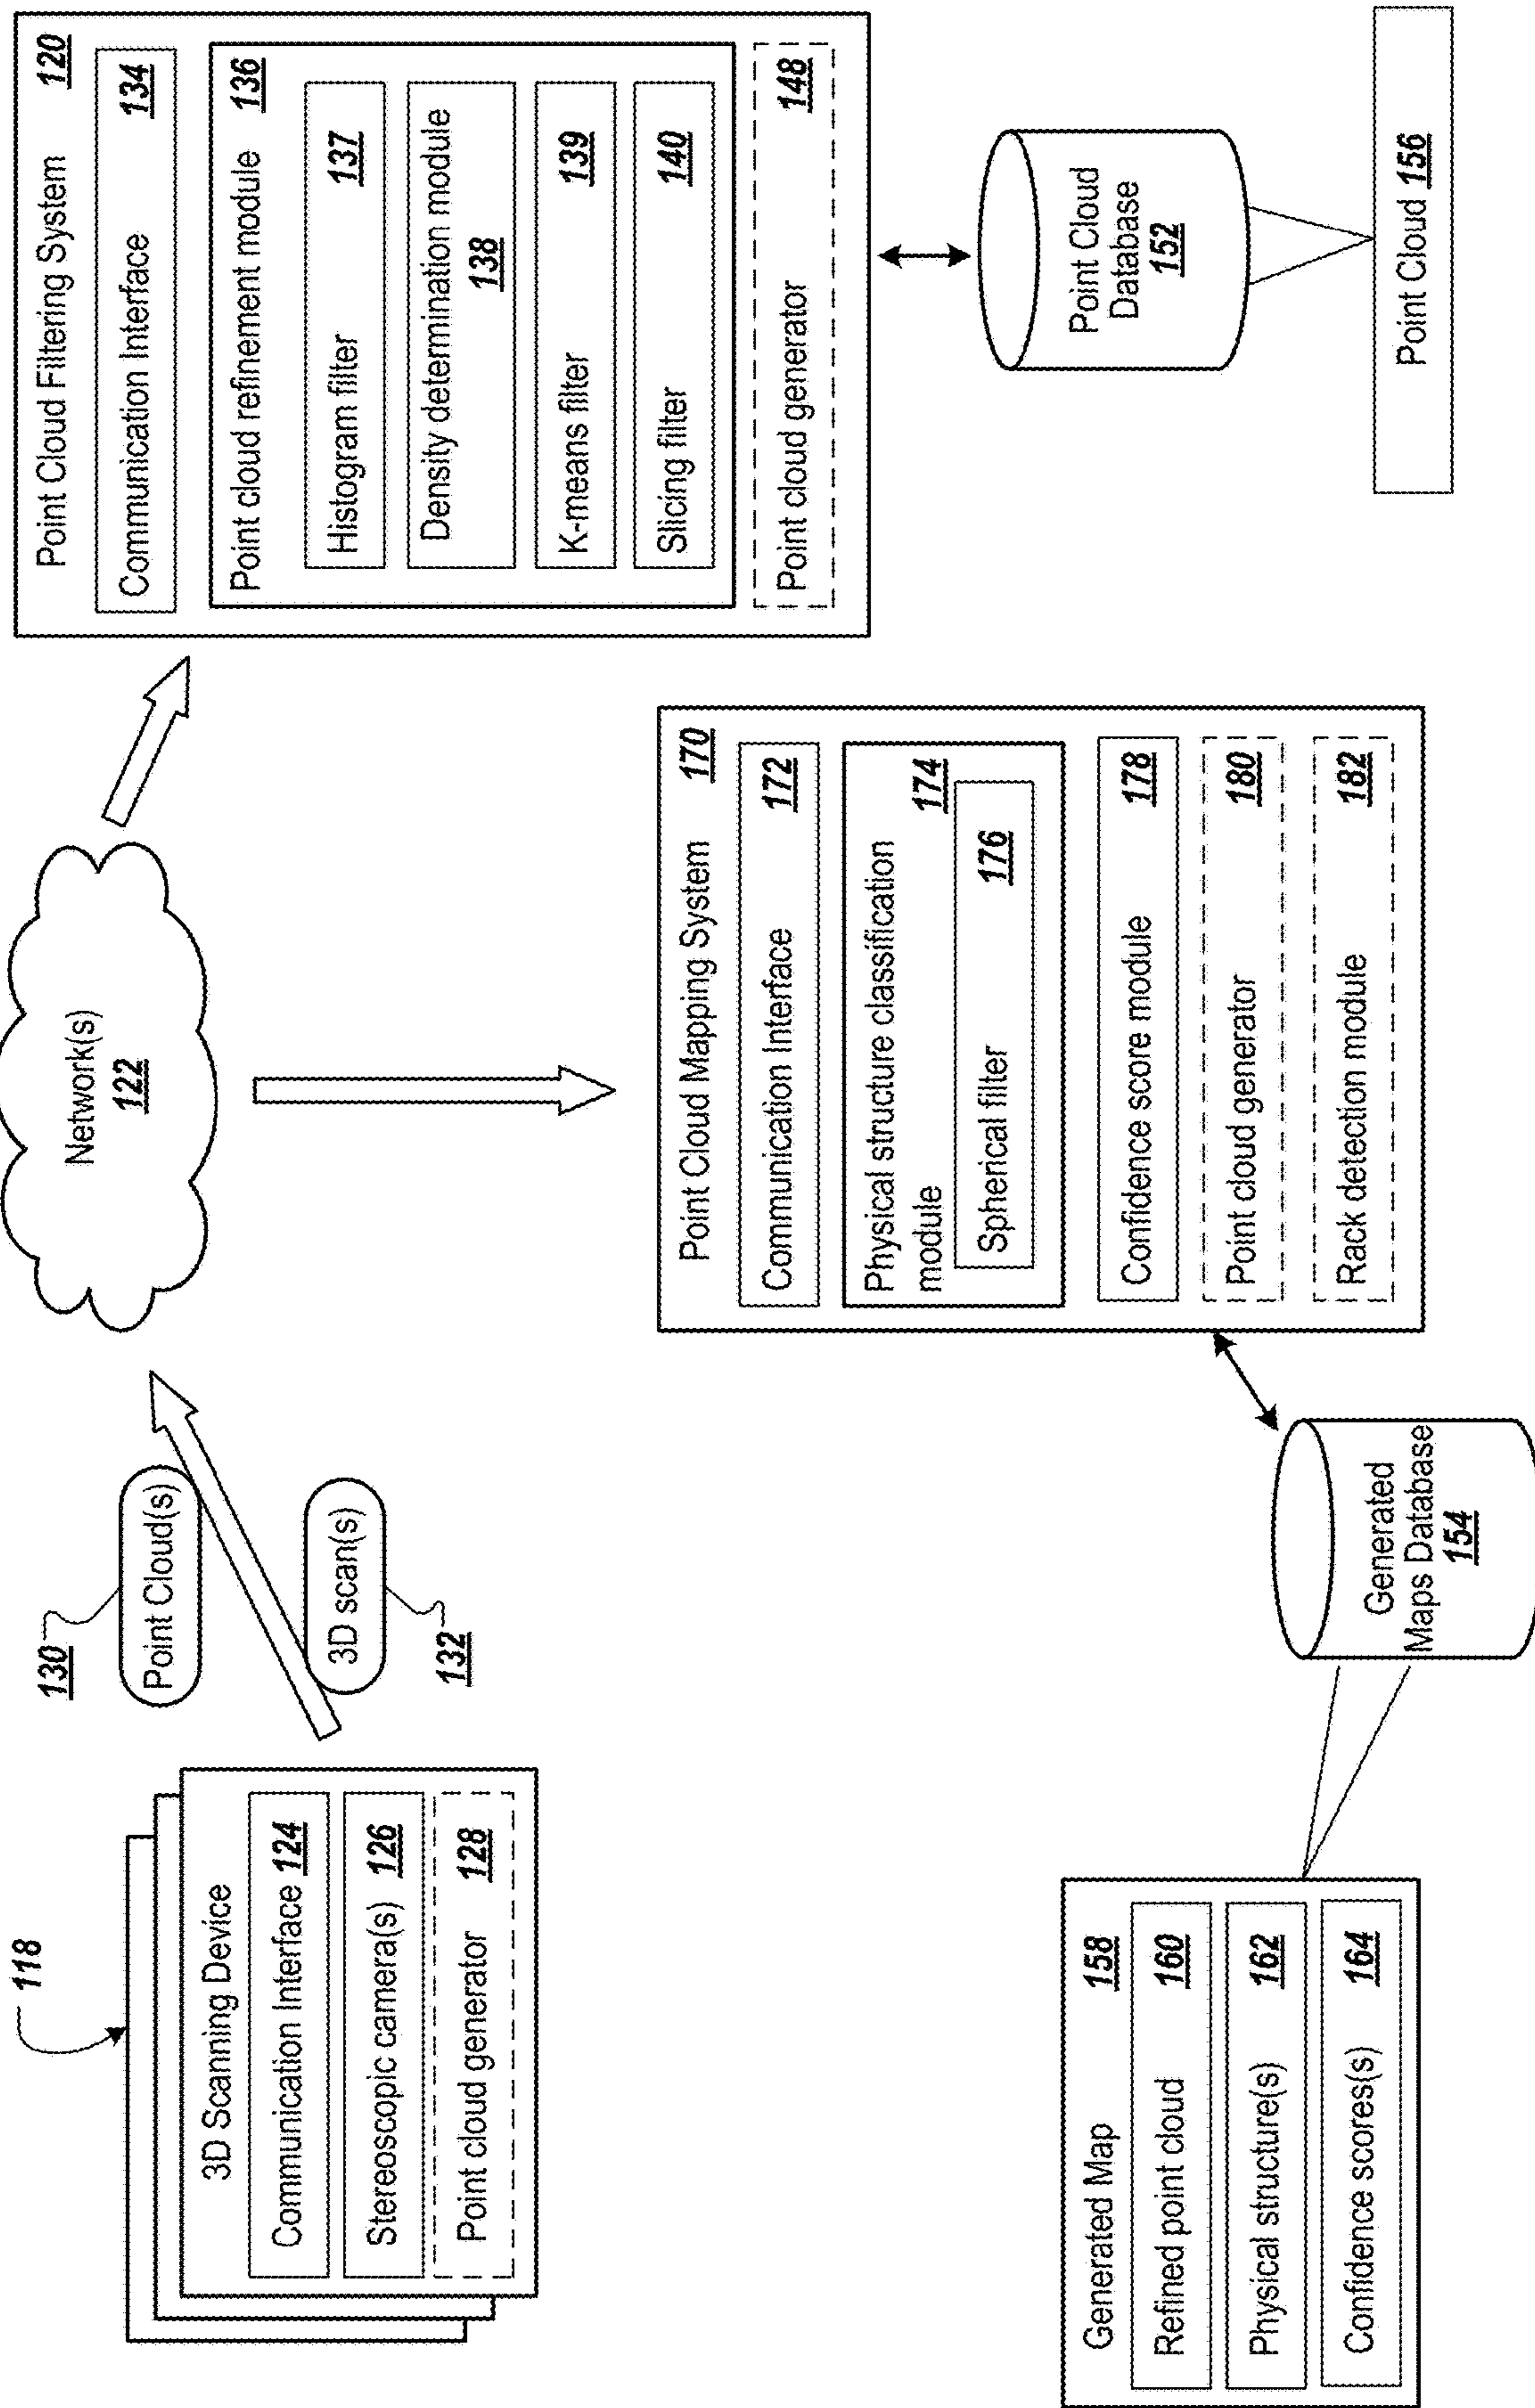 118
3D Scanning Device
Communication Interface 124
Stereoscopic camera(s) 126
Point cloud generator 128
130
Point Cloud(s)
3D scan(s)
132
Network(s)
122
Point Cloud Filtering System 120
Communication Interface 134
Point cloud refinement module 136
Histogram filter 137
Density determination module
138
K-means filter 139
Slicing filter 140
Point cloud generator 148
Point Cloud
Database
152
Point Cloud 156
Point Cloud Mapping System 170
Communication Interface 172
Physical structure classification
module 174
Spherical filter 176
Confidence score module 178
Point cloud generator 180
Rack detection module 182
Generated
Maps Database
154
Generated Map 158
Refined point cloud 160
Physical structure(s) 162
Confidence scores(s) 164